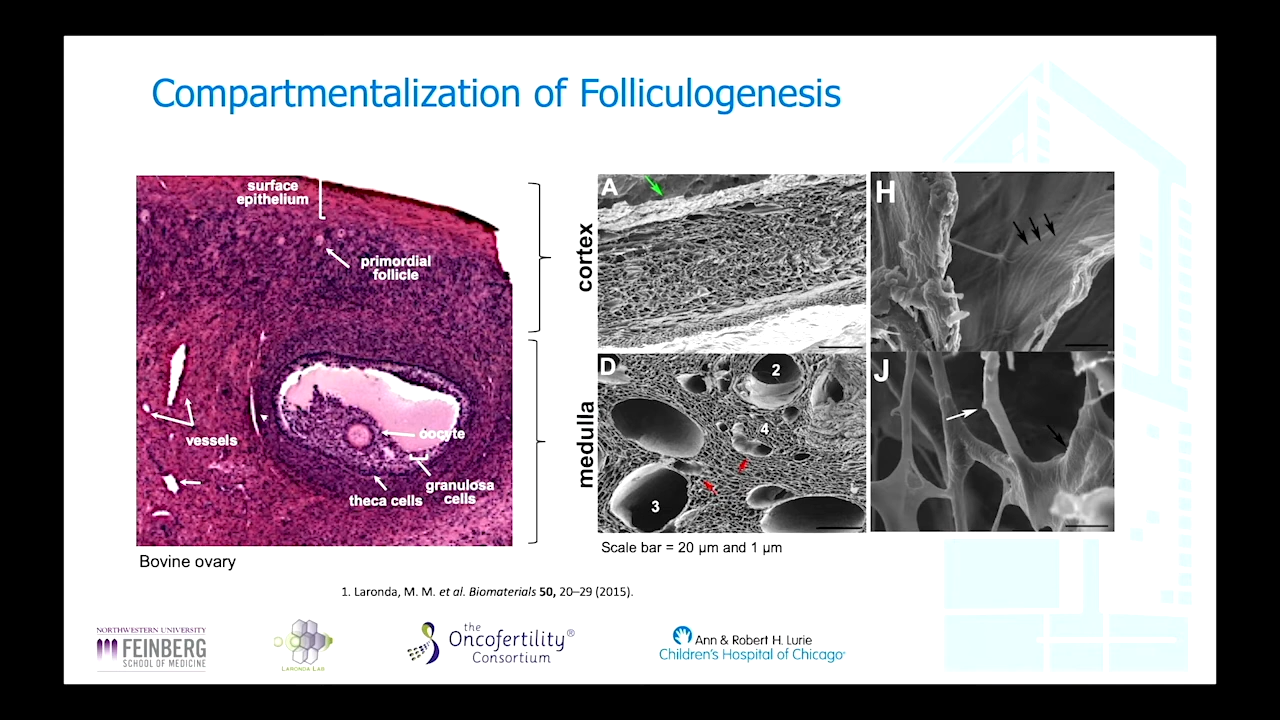 Compartmentalization of Folliculogenesis
surface
epithelium
primordial
follicle
vessels
oocyte
granulosa
cells
theca cells
Bovine ovary
cortex
medulla
A
H
D
2
4
3
J
Scale bar = 20 µm and 1 µm
1. Laronda, M. M. et al. Biomaterials 50, 20–29 (2015).
NORTHWESTERN UNIVERSITY
FEINBERG
SCHOOL OF MEDICINE
LARONDA LAB
the
Oncofertility®
Consortium
Ann & Robert H. Lurie
Children's Hospital of Chicago